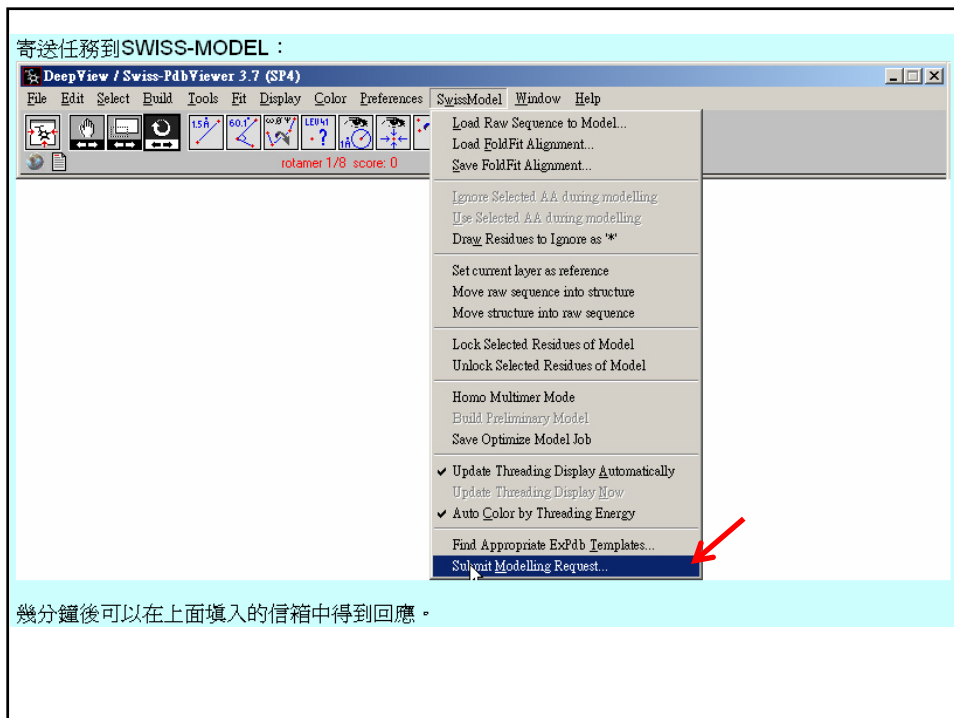 寄送任務到SWISS-MODEL：
DeepView / Swiss-PdbViewer 3.7 (SP4)
File Edit Select Build Tools Fit Display Color Preferences SwissModel Window Help
1.5Å 60.1° ω,Φ,Ψ LEU41 ? 1Å
rotamer 1/8 score: 0
Load Raw Sequence to Model...
Load FoldFit Alignment...
Save FoldFit Alignment...
Ignore Selected AA during modelling
Use Selected AA during modelling
Draw Residues to Ignore as '*'
Set current layer as reference
Move raw sequence into structure
Move structure into raw sequence
Lock Selected Residues of Model
Unlock Selected Residues of Model
Homo Multimer Mode
Build Preliminary Model
Save Optimize Model Job
Update Threading Display Automatically
Update Threading Display Now
Auto Color by Threading Energy
Find Appropriate ExPdb Templates...
Submit Modelling Request...
幾分鐘後可以在上面填入的信箱中得到回應。